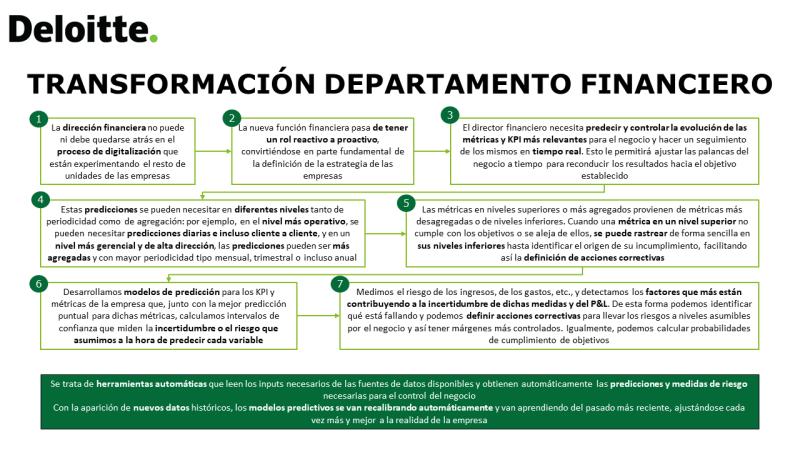 Deloitte.
TRANSFORMACIÓN DEPARTAMENTO FINANCIERO
1
La dirección financiera no puede
ni debe quedarse atrás en el
proceso de digitalización que
están experimentando el resto de
unidades de las empresas
2
La nueva función financiera pasa de tener
un rol reactivo a proactivo,
convirtiéndose en parte fundamental de
la definición de la estrategia de las
empresas
3
El director financiero necesita predecir y controlar la evolución de las
métricas y KPI más relevantes para el negocio y hacer un seguimiento
de los mismos en tiempo real. Esto le permitirá ajustar las palancas del
negocio a tiempo para reconducir los resultados hacia el objetivo
establecido
4
Estas predicciones se pueden necesitar en diferentes niveles tanto de
periodicidad como de agregación: por ejemplo, en el nivel más operativo, se
pueden necesitar predicciones diarias e incluso cliente a cliente, y en un
nivel más gerencial y de alta dirección, las predicciones pueden ser más
agregadas y con mayor periodicidad tipo mensual, trimestral o incluso anual
5
Las métricas en niveles superiores o más agregados provienen de métricas más
desagregadas o de niveles inferiores. Cuando una métrica en un nivel superior no
cumple con los objetivos o se aleja de ellos, se puede rastrear de forma sencilla en
sus niveles inferiores hasta identificar el origen de su incumplimiento, facilitando
así la definición de acciones correctivas
6
Desarrollamos modelos de predicción para los KPI y
métricas de la empresa que, junto con la mejor predicción
puntual para dichas métricas, calculamos intervalos de
confianza que miden la incertidumbre o el riesgo que
asumimos a la hora de predecir cada variable
7
Medimos el riesgo de los ingresos, de los gastos, etc., y detectamos los factores que más están
contribuyendo a la incertidumbre de dichas medidas y del P&L. De esta forma podemos identificar
qué está fallando y podemos definir acciones correctivas para llevar los riesgos a niveles asumibles
por el negocio y así tener márgenes más controlados. Igualmente, podemos calcular probabilidades
de cumplimiento de objetivos
Se trata de herramientas automáticas que leen los inputs necesarios de las fuentes de datos disponibles y obtienen automáticamente las predicciones y medidas de riesgo
necesarias para el control del negocio
Con la aparición de nuevos datos históricos, los modelos predictivos se van recalibrando automáticamente y van aprendiendo del pasado más reciente, ajustándose cada
vez más y mejor a la realidad de la empresa